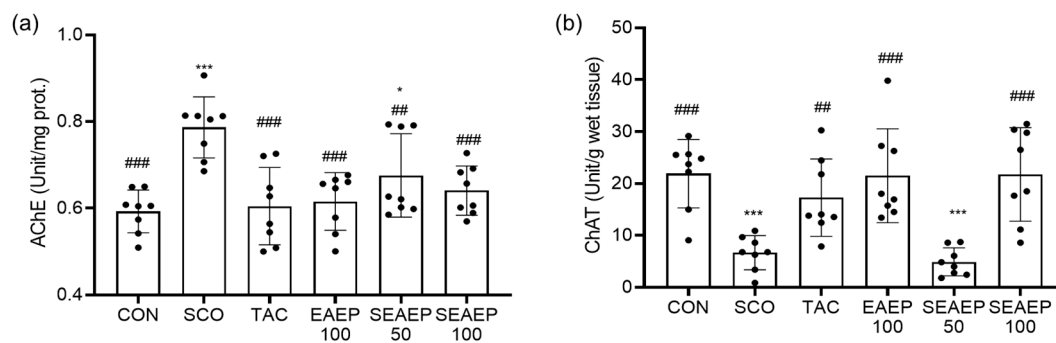 (a)
AChE (Unit/mg prot.)
1.0
0.8
0.6
0.4
###
***
###
###
*
##
###
CON SCO TAC EAEP SEAEP SEAEP
100 50 100
(b)
ChAT (Unit/g wet tissue)
50
40
30
20
10
0
###
***
##
###
***
###
CON SCO TAC EAEP SEAEP SEAEP
100 50 100